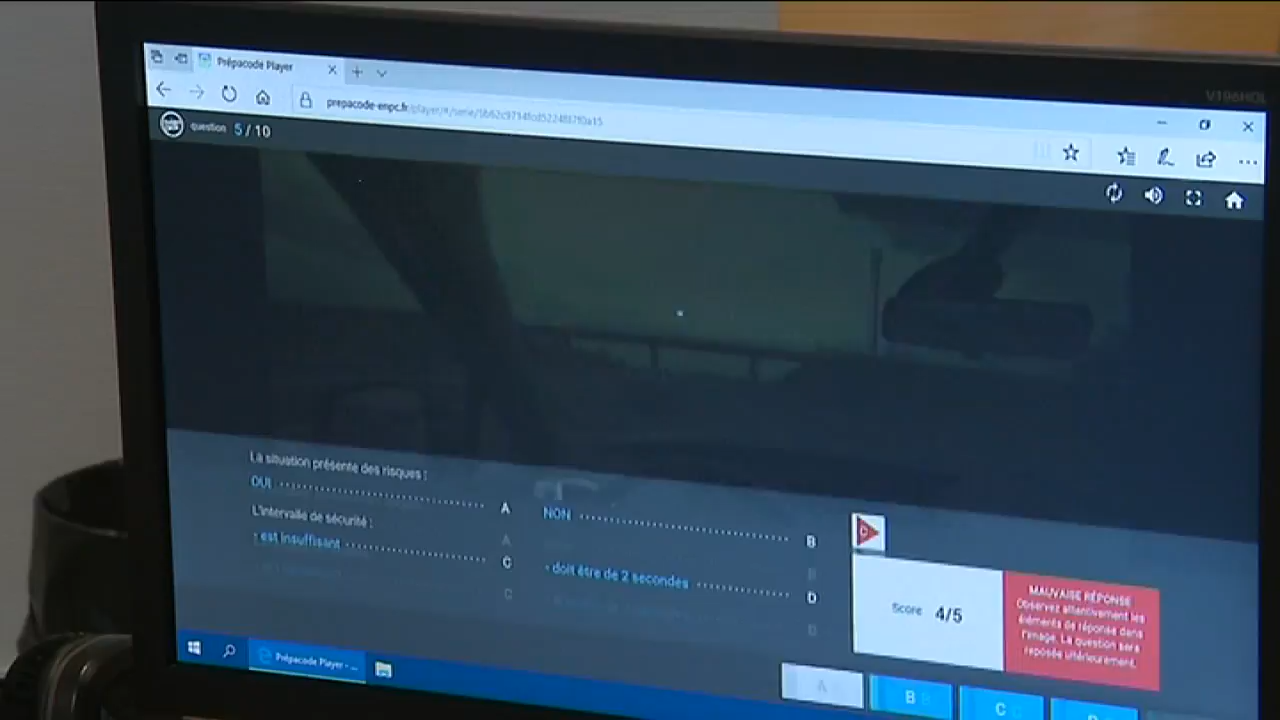 V196HQL
Prépacode Player
prepacode-enpc.fr
question 5 / 10
La situation présente des risques :
OUI A
NON B
L'intervalle de sécurité :
- est insuffisant C
- doit être de 2 secondes D
Score 4/5
MAUVAISE RÉPONSE
Observez attentivement les
éléments de réponse dans
l'image. La question sera
reposée ultérieurement.
Prépacode Player - ...
A
B
C
D